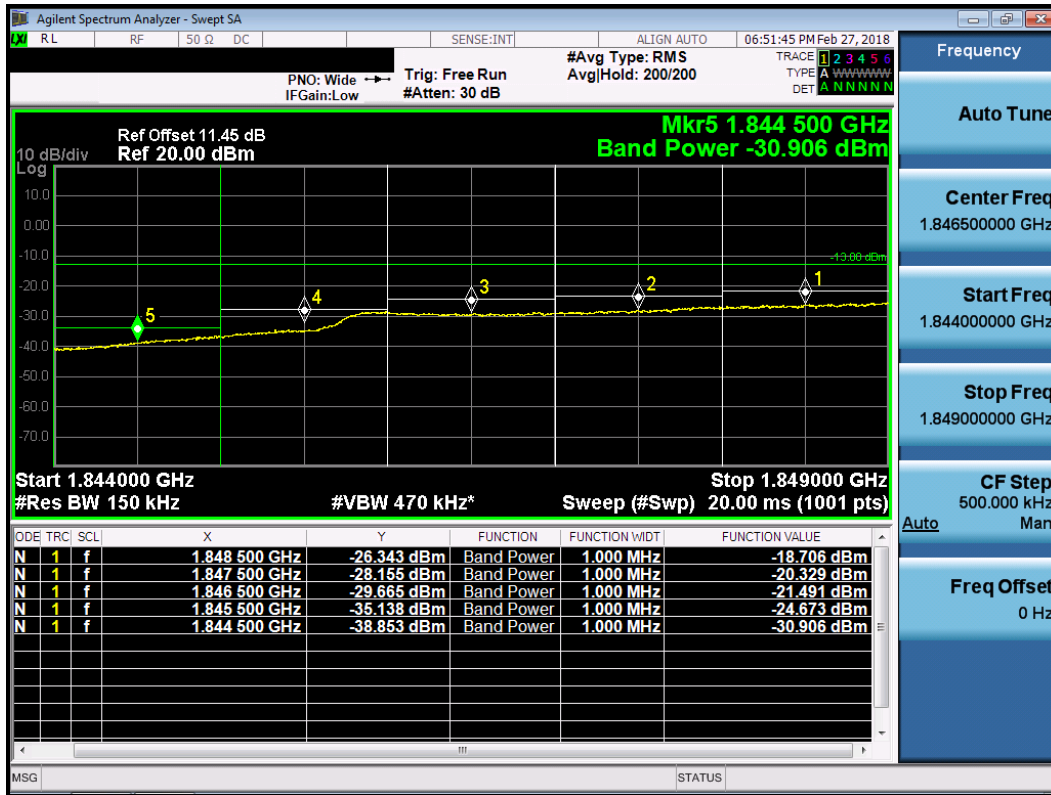 Agilent Spectrum Analyzer - Swept SA
LXI RL RF 50 Ω DC SENSE:INT ALIGN AUTO 06:51:45 PM Feb 27, 2018
PNO: Wide
IFGain:Low
Trig: Free Run
#Atten: 30 dB
#Avg Type: RMS
Avg|Hold: 200/200
TRACE 1 2 3 4 5 6
TYPE A WWWWW
DET A N N N N N
Ref Offset 11.45 dB
10 dB/div Ref 20.00 dBm
Log
Mkr5 1.844 500 GHz
Band Power -30.906 dBm
10.0
0.00
-10.0
-20.0
-30.0
-40.0
-50.0
-60.0
-70.0
-13.00 dBm
5
4
3
2
1
Start 1.844000 GHz Stop 1.849000 GHz
#Res BW 150 kHz #VBW 470 kHz* Sweep (#Swp) 20.00 ms (1001 pts)
ODE TRC SCL X Y FUNCTION FUNCTION WIDT FUNCTION VALUE
N 1 f 1.848 500 GHz -26.343 dBm Band Power 1.000 MHz -18.706 dBm
N 1 f 1.847 500 GHz -28.155 dBm Band Power 1.000 MHz -20.329 dBm
N 1 f 1.846 500 GHz -29.665 dBm Band Power 1.000 MHz -21.491 dBm
N 1 f 1.845 500 GHz -35.138 dBm Band Power 1.000 MHz -24.673 dBm
N 1 f 1.844 500 GHz -38.853 dBm Band Power 1.000 MHz -30.906 dBm
MSG STATUS
Frequency
Auto Tune
Center Freq
1.846500000 GHz
Start Freq
1.844000000 GHz
Stop Freq
1.849000000 GHz
CF Step
500.000 kHz
Auto Man
Freq Offset
0 Hz